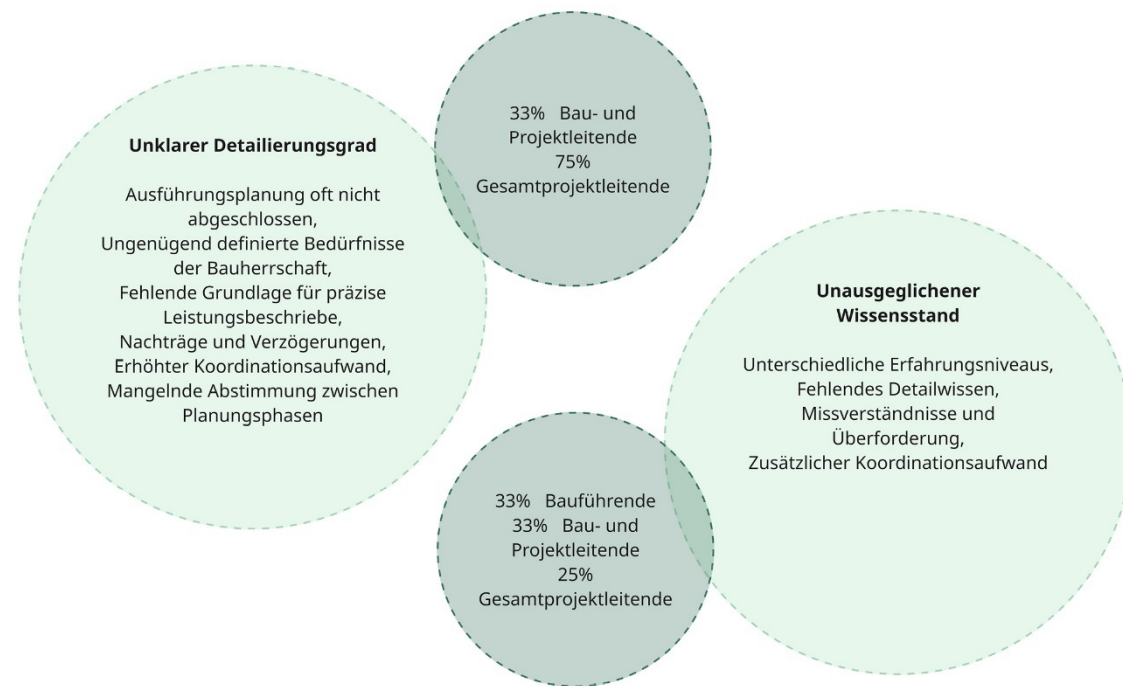 Unklarer Detailierungsgrad
Ausführungsplanung oft nicht
abgeschlossen,
Ungenügend definierte Bedürfnisse
der Bauherrschaft,
Fehlende Grundlage für präzise
Leistungsbeschriebe,
Nachträge und Verzögerungen,
Erhöhter Koordinationsaufwand,
Mangelnde Abstimmung zwischen
Planungsphasen
33% Bau- und
Projektleitende
75%
Gesamtprojektleitende
Unausgeglichener
Wissensstand
Unterschiedliche Erfahrungsniveaus,
Fehlendes Detailwissen,
Missverständnisse und
Überforderung,
Zusätzlicher Koordinationsaufwand
33% Bauführende
33% Bau- und
Projektleitende
25%
Gesamtprojektleitende